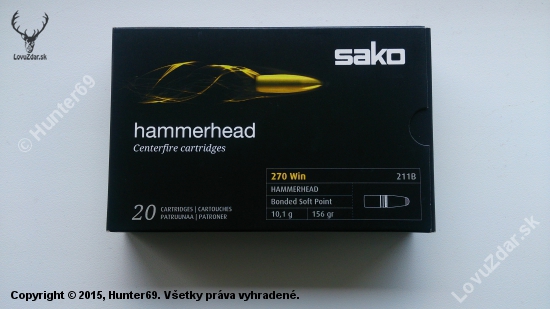 LovuZdar.sk
© Hunter69
sako
hammerhead
Centerfire cartridges
270 Win 211B
HAMMERHEAD
Bonded Soft Point
10,1 g 156 gr
20 CARTRIDGES | CARTOUCHES
PATRUUNAA | PATRONER
LovuZdar.sk
Copyright © 2015, Hunter69. Všetky práva vyhradené.